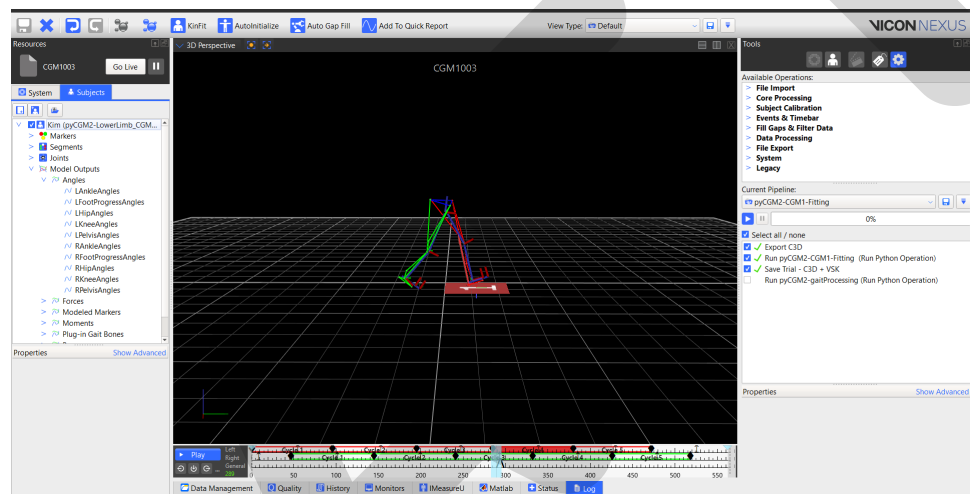 KinFit AutoInitialize Auto Gap Fill Add To Quick Report View Type: Default VICON NEXUS
Resources
3D Perspective
Tools
CGM1003 Go Live
CGM1003
System Subjects
Available Operations:
> File Import
> Core Processing
> Subject Calibration
> Events & Timebar
> Fill Gaps & Filter Data
> Data Processing
> File Export
> System
> Legacy
Kim (pyCGM2-LowerLimb_CGM...
> Markers
> Segments
> Joints
Model Outputs
Angles
LAnkleAngles
LFootProgressAngles
LHipAngles
LKneeAngles
LPelvisAngles
RAnkleAngles
RFootProgressAngles
RHipAngles
RKneeAngles
RPelvisAngles
> Forces
> Modeled Markers
> Moments
> Plug-in Gait Bones
Current Pipeline:
pyCGM2-CGM1-Fitting
0%
Select all / none
Export C3D
Run pyCGM2-CGM1-Fitting (Run Python Operation)
Save Trial - C3D + VSK
Run pyCGM2-gaitProcessing (Run Python Operation)
Properties Show Advanced
Properties Show Advanced
Play
Left
Right
General
289
Cycle1 Cycle2 Cycle5
0 50 100 150 200 250 300 350 400 450 500 550
Data Management Quality History Monitors IMeasureU Matlab Status Log